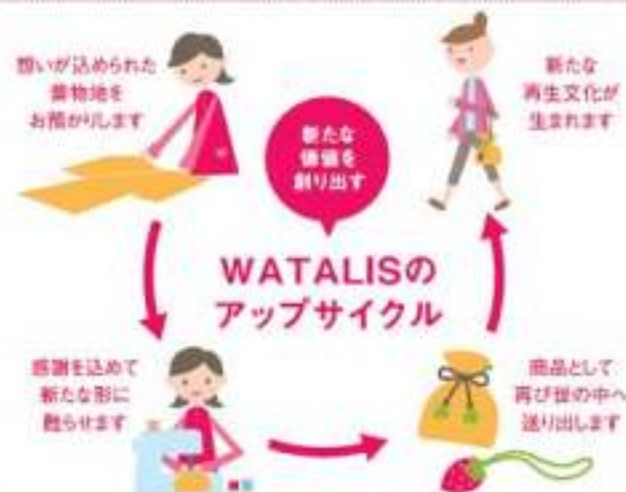 想いが込められた
着物地を
お預かりします
新たな
価値を
創り出す
新たな
再生文化が
生まれます
WATALISの
アップサイクル
感謝を込めて
新たな形に
甦らせます
商品として
再び世の中へ
送り出します